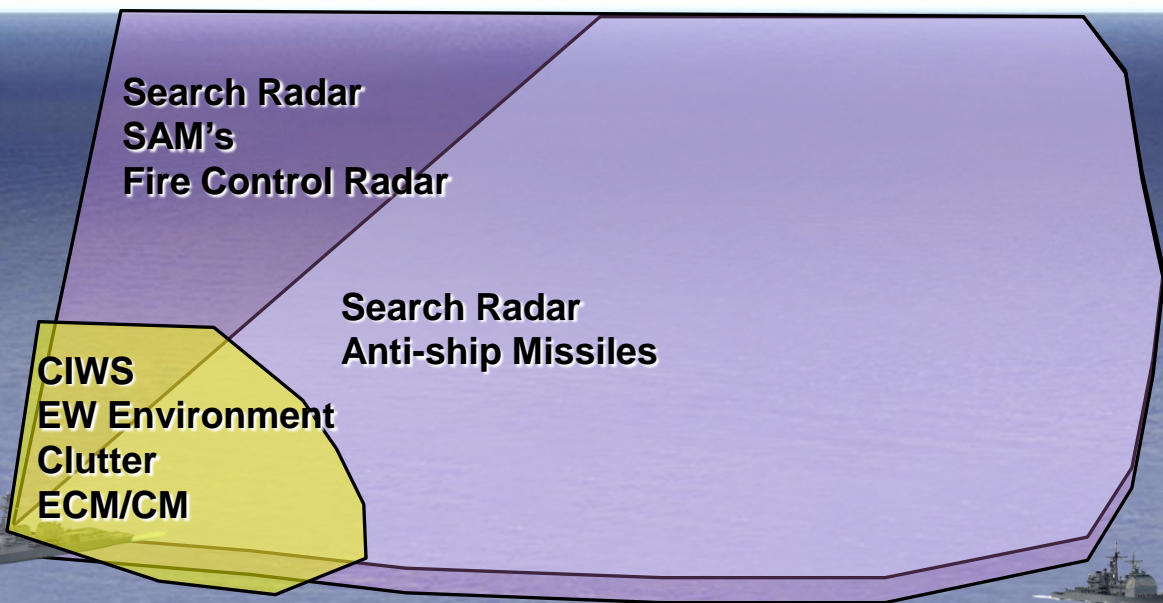 Search Radar
SAM’s
Fire Control Radar
Search Radar
Anti-ship Missiles
CIWS
EW Environment
Clutter
ECM/CM